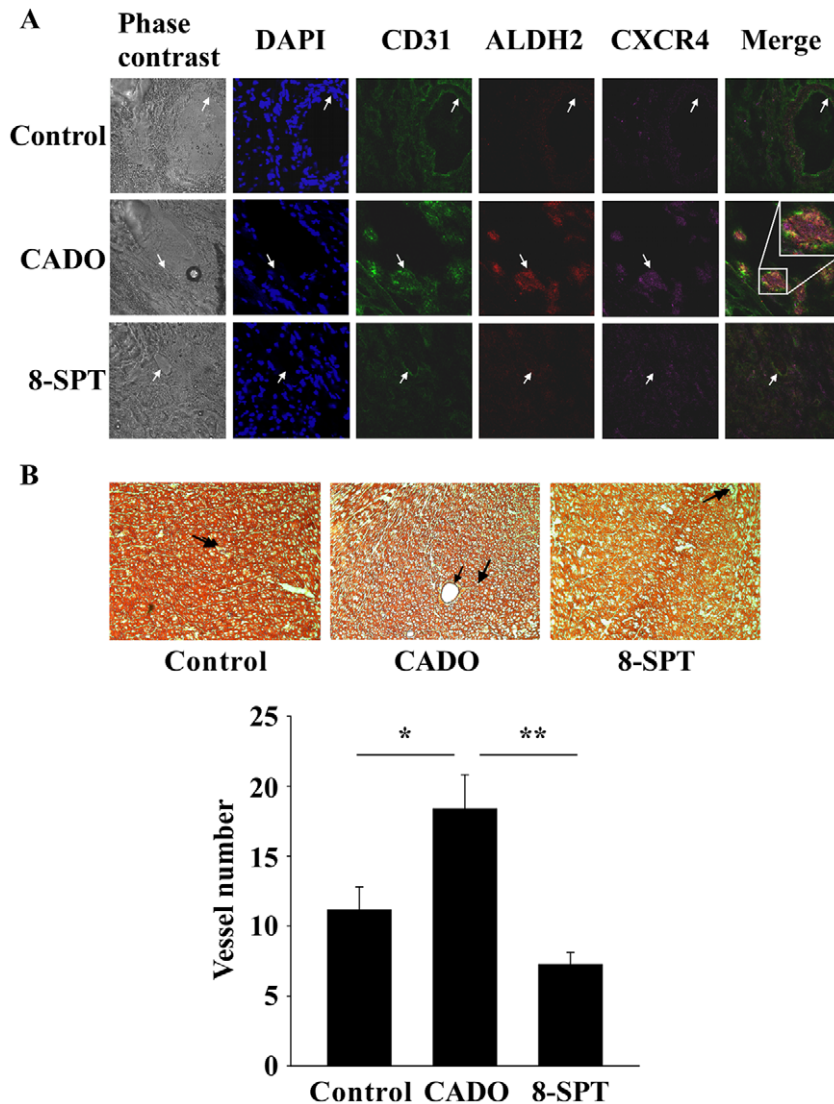 A
Phase contrast
DAPI
CD31
ALDH2
CXCR4
Merge
Control
CADO
8-SPT
B
Control
CADO
8-SPT
25
20
15
10
5
0
Vessel number
*
**
Control
CADO
8-SPT